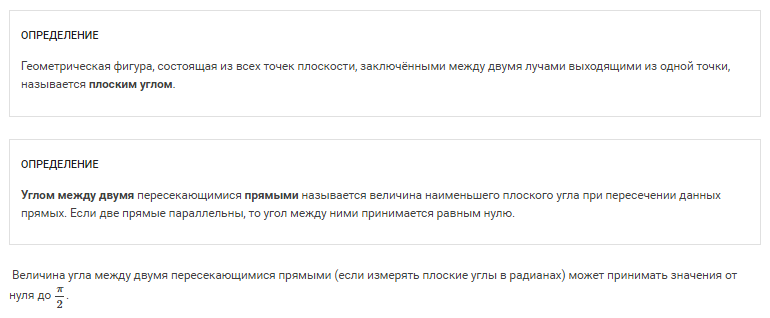 ОПРЕДЕЛЕНИЕ
Геометрическая фигура, состоящая из всех точек плоскости, заключёнными между двумя лучами выходящими из одной точки,
называется плоским углом.
ОПРЕДЕЛЕНИЕ
Углом между двумя пересекающимися прямыми называется величина наименьшего плоского угла при пересечении данных
прямых. Если две прямые параллельны, то угол между ними принимается равным нулю.
Величина угла между двумя пересекающимися прямыми (если измерять плоские углы в радианах) может принимать значения от
нуля до π/2.